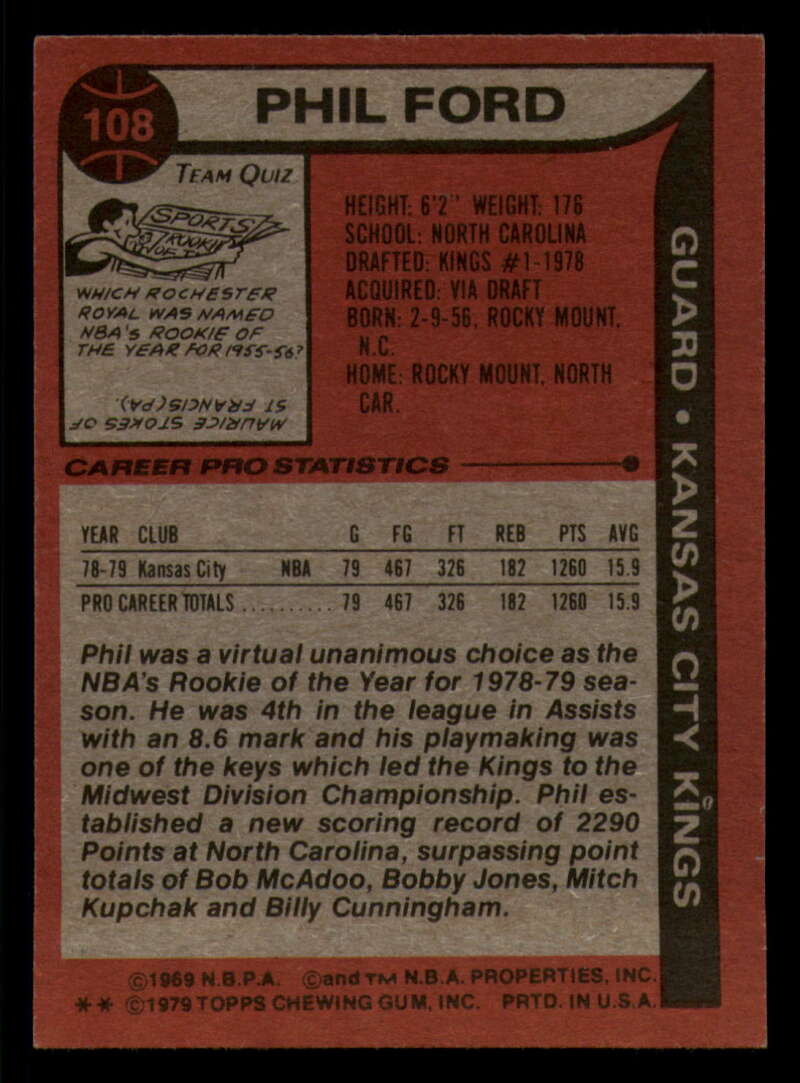 108
PHIL FORD
TEAM QUIZ
SPORTS
WHICH ROCHESTER
ROYAL WAS NAMED
NBA'S ROOKIE OF
THE YEAR FOR 1955-56?
MAURICE STOKES OF
ST FRANCIS (PA).
HEIGHT: 6'2" WEIGHT: 176
SCHOOL: NORTH CAROLINA
DRAFTED: KINGS #1-1978
ACQUIRED: VIA DRAFT
BORN: 2-9-56, ROCKY MOUNT,
N.C.
HOME: ROCKY MOUNT, NORTH
CAR.
GUARD • KANSAS CITY KINGS
CAREER PRO STATISTICS
YEAR CLUB G FG FT REB PTS AVG
78-79 Kansas City NBA 79 467 326 182 1260 15.9
PRO CAREER TOTALS .......... 79 467 326 182 1260 15.9
Phil was a virtual unanimous choice as the
NBA's Rookie of the Year for 1978-79 sea-
son. He was 4th in the league in Assists
with an 8.6 mark and his playmaking was
one of the keys which led the Kings to the
Midwest Division Championship. Phil es-
tablished a new scoring record of 2290
Points at North Carolina, surpassing point
totals of Bob McAdoo, Bobby Jones, Mitch
Kupchak and Billy Cunningham.
©1969 N.B.P.A. ©and TM N.B.A. PROPERTIES, INC.
** ©1979 TOPPS CHEWING GUM, INC. PRTD. IN U.S.A.